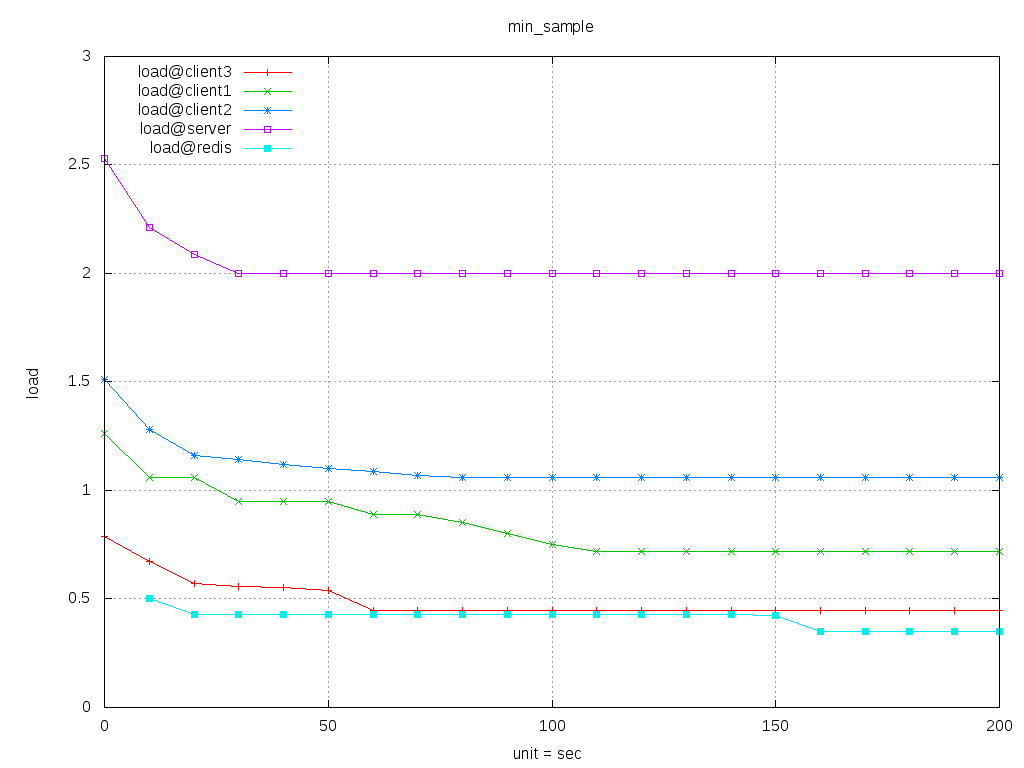 min_sample
3
load@client3
load@client1
load@client2
load@server
load@redis
2.5
2
1.5
load
1
0.5
0
0 50 100 150 200
unit = sec